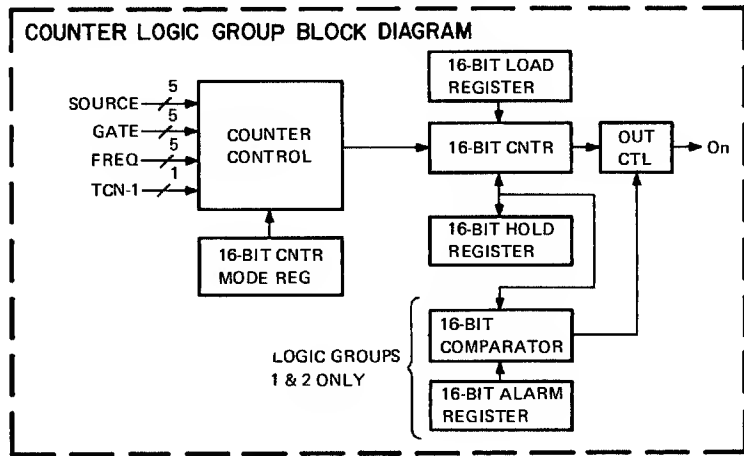 COUNTER LOGIC GROUP BLOCK DIAGRAM
SOURCE 5
GATE 5
FREQ 5
TCN-1 1
COUNTER
CONTROL
16-BIT CNTR
MODE REG
16-BIT LOAD
REGISTER
16-BIT CNTR
OUT
CTL
On
16-BIT HOLD
REGISTER
LOGIC GROUPS
1 & 2 ONLY
16-BIT
COMPARATOR
16-BIT ALARM
REGISTER